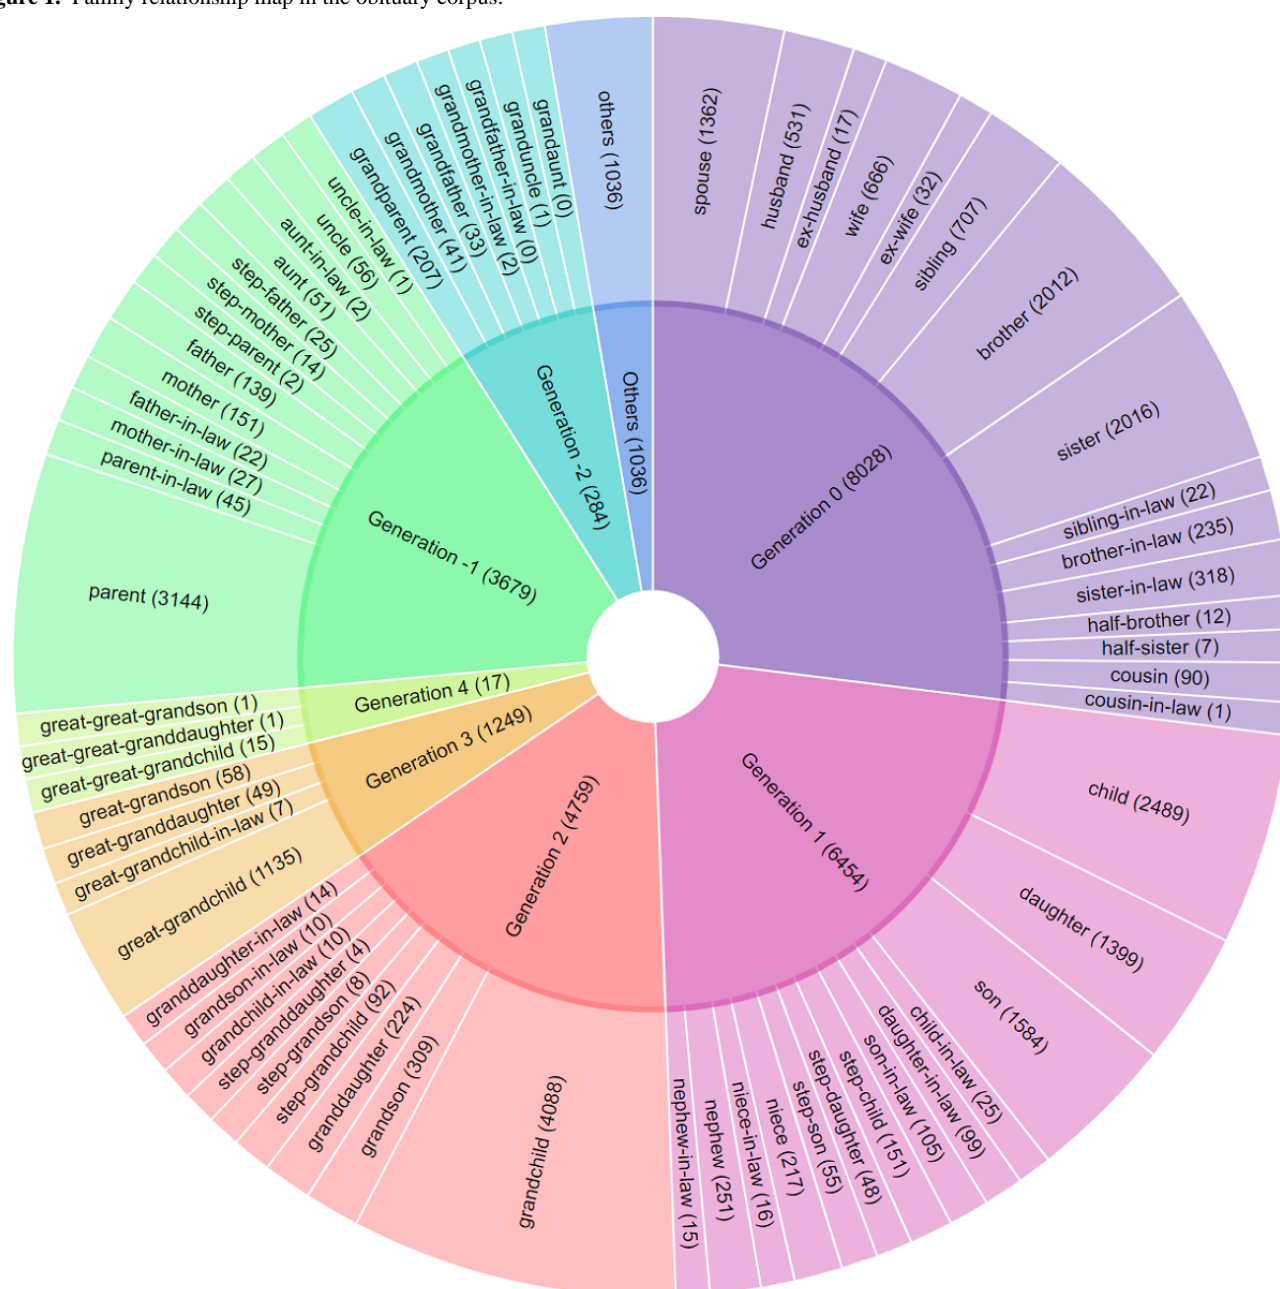 gure 1. Family relationship map in the obituary corpus.
Generation 0 (8028)
spouse (1362)
husband (531)
ex-husband (17)
wife (666)
ex-wife (32)
sibling (707)
brother (2012)
sister (2016)
sibling-in-law (22)
brother-in-law (235)
sister-in-law (318)
half-brother (12)
half-sister (7)
cousin (90)
cousin-in-law (1)
Generation 1 (6454)
child (2489)
daughter (1399)
son (1584)
child-in-law (25)
daughter-in-law (99)
son-in-law (105)
step-child (151)
step-daughter (48)
step-son (55)
niece (217)
niece-in-law (16)
nephew (251)
nephew-in-law (15)
Generation 2 (4759)
grandchild (4088)
grandson (309)
granddaughter (224)
step-grandchild (92)
step-grandson (8)
step-granddaughter (4)
grandchild-in-law (10)
grandson-in-law (10)
granddaughter-in-law (14)
Generation 3 (1249)
great-grandchild (1135)
great-grandchild-in-law (7)
great-granddaughter (49)
great-grandson (58)
Generation 4 (17)
great-great-grandchild (15)
great-great-granddaughter (1)
great-great-grandson (1)
Generation -1 (3679)
parent (3144)
parent-in-law (45)
mother-in-law (27)
father-in-law (22)
mother (151)
father (139)
step-parent (2)
step-mother (14)
step-father (25)
aunt (51)
aunt-in-law (2)
uncle (56)
uncle-in-law (1)
Generation -2 (284)
grandparent (207)
grandmother (41)
grandfather (33)
grandmother-in-law (2)
grandfather-in-law (0)
granduncle (1)
grandaunt (0)
Others (1036)
others (1036)